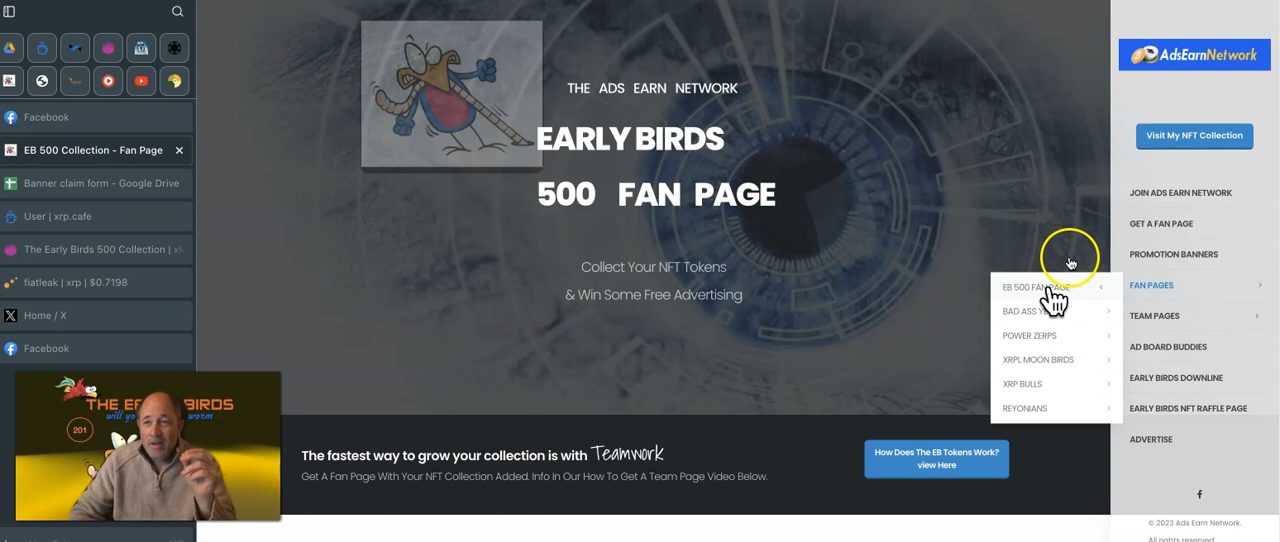 Facebook
EB 500 Collection - Fan Page
Banner claim form - Google Drive
User | xrp.cafe
The Early Birds 500 Collection |
fiatleak | xrp | $0.7198
Home / X
Facebook
THE EARLY BIRDS
will
worm
201
THE ADS EARN NETWORK
EARLY BIRDS
500 FAN PAGE
Collect Your NFT Tokens
& Win Some Free Advertising
EB 500 FAN PAGE
BAD ASS
POWER ZERPS
XRPL MOON BIRDS
XRP BULLS
REYONIANS
The fastest way to grow your collection is with Teamwork
Get A Fan Page With Your NFT Collection Added. Info In Our How To Get A Team Page Video Below.
How Does The EB Tokens Work?
view Here
AdsEarnNetwork
Visit My NFT Collection
JOIN ADS EARN NETWORK
GET A FAN PAGE
PROMOTION BANNERS
FAN PAGES
TEAM PAGES
AD BOARD BUDDIES
EARLY BIRDS DOWNLINE
EARLY BIRDS NFT RAFFLE PAGE
ADVERTISE
© 2023 Ads Earn Network.
All rights reserved